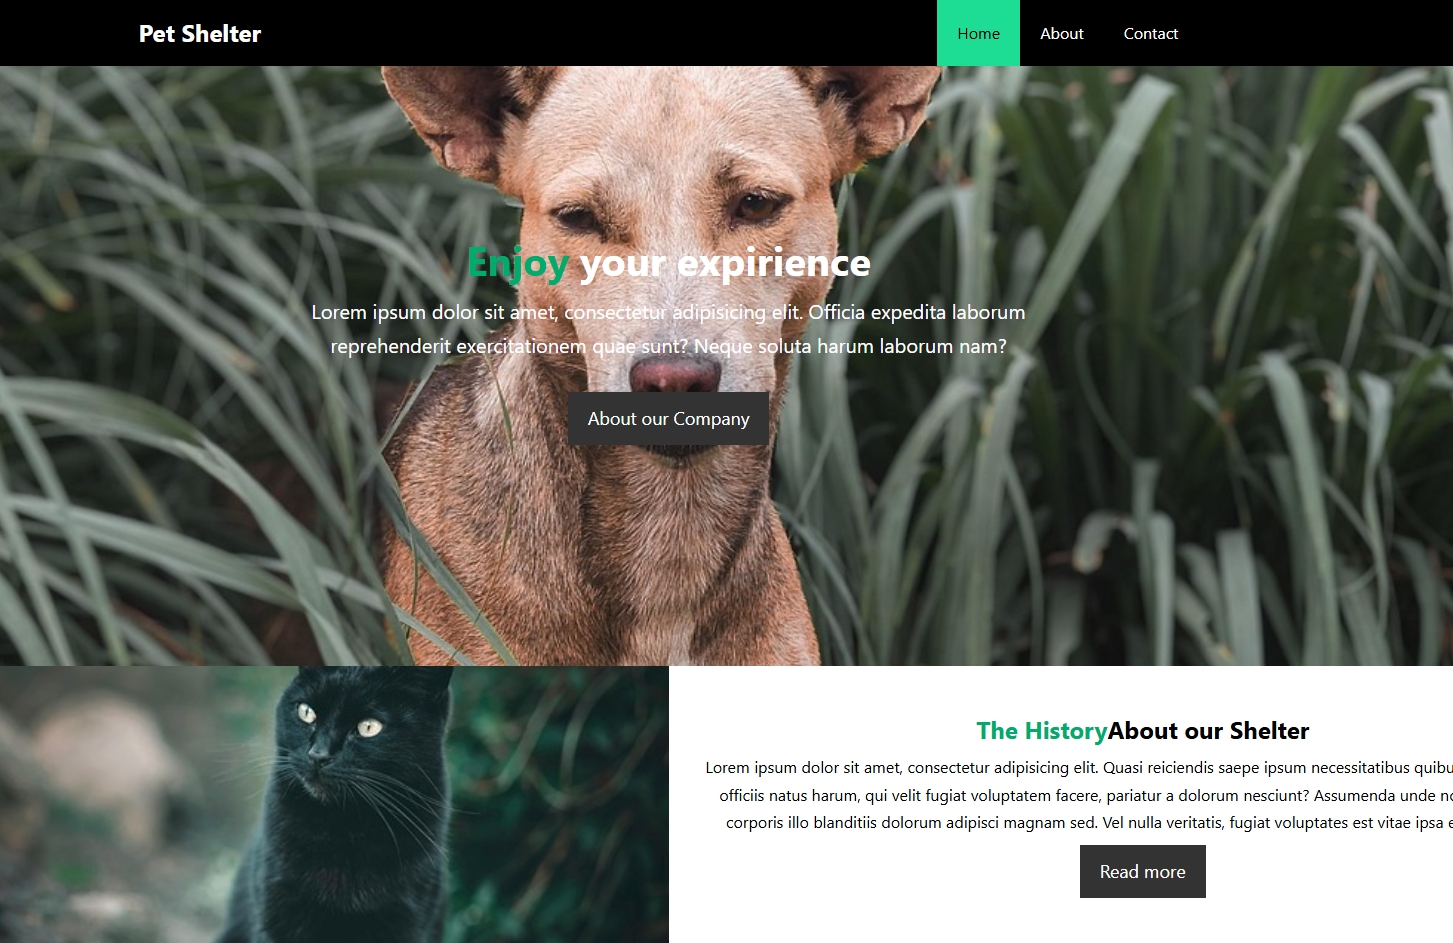 Pet Shelter
Home About Contact
Enjoy your expirience
Lorem ipsum dolor sit amet, consectetur adipisicing elit. Officia expedita laborum
reprehenderit exercitationem quae sunt? Neque soluta harum laborum nam?
About our Company
The HistoryAbout our Shelter
Lorem ipsum dolor sit amet, consectetur adipisicing elit. Quasi reiciendis saepe ipsum necessitatibus
officiis natus harum, qui velit fugiat voluptatem facere, pariatur a dolorum nesciunt? Assumenda unde
corporis illo blanditiis dolorum adipisci magnam sed. Vel nulla veritatis, fugiat voluptates est vitae ipsa
Read more